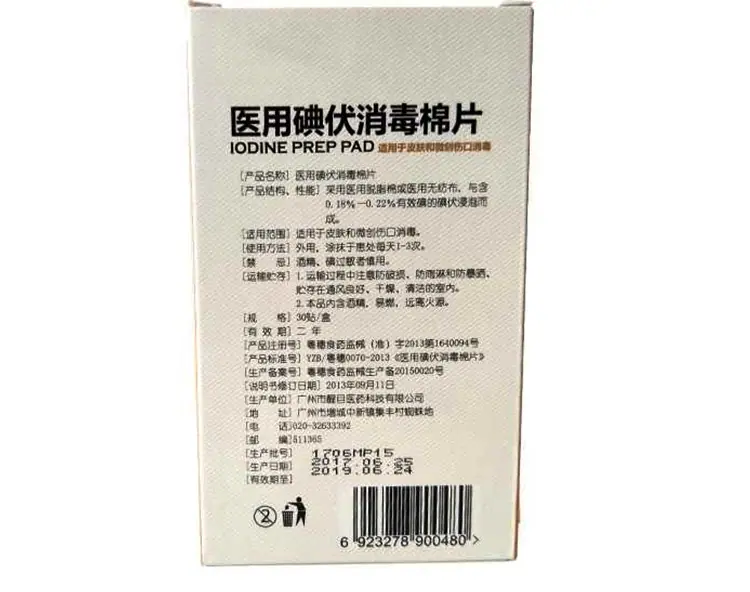 医用碘伏消毒棉片
IODINE PREP PAD 适用于皮肤和微创伤口消毒
[产品名称] 医用碘伏消毒棉片
[产品结构、性能] 采用医用脱脂棉或医用无纺布，与含
0.18%-0.22%有效碘的碘伏浸泡而
成。
[适用范围] 适用于皮肤和微创伤口消毒。
[使用方法] 外用，涂抹于患处每天1-3次。
[禁 忌] 酒精、碘过敏者慎用。
[运输贮存] 1.运输过程中注意防破损、防雨淋和防暴晒，
贮存在通风良好、干燥、清洁的室内。
2.本品内含酒精，易燃，远离火源。
[规 格] 30贴/盒
[有 效 期] 二 年
[产品注册号] 粤穗食药监械（准）字2013第1640094号
[产品标准号] YZB/粤穗0070-2013《医用碘伏消毒棉片》
[生产备案号] 粤穗食药监械生产备20150020号
[说明书修订日期] 2013年09月11日
[生产单位] 广州市醒目医药科技有限公司
[地 址] 广州市增城中新镇集丰村蜘蛛地
[电 话] 020-32633392
[邮 编] 511365
[生产批号] 1706MP15
[生产日期] 2017.06.25
[有效期至] 2019.06.24
2
6 923278 900480 >